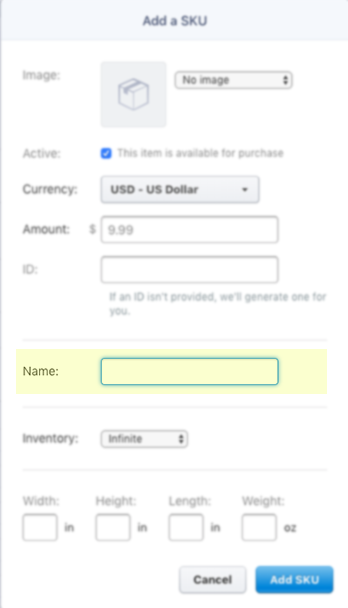 Add a SKU
Image:
No image
Active:
This item is available for purchase
Currency:
USD - US Dollar
Amount:
$ 9.99
ID:
If an ID isn't provided, we'll generate one for
you.
Name:
Inventory:
Infinite
Width: Height: Length: Weight:
in in in oz
Cancel Add SKU